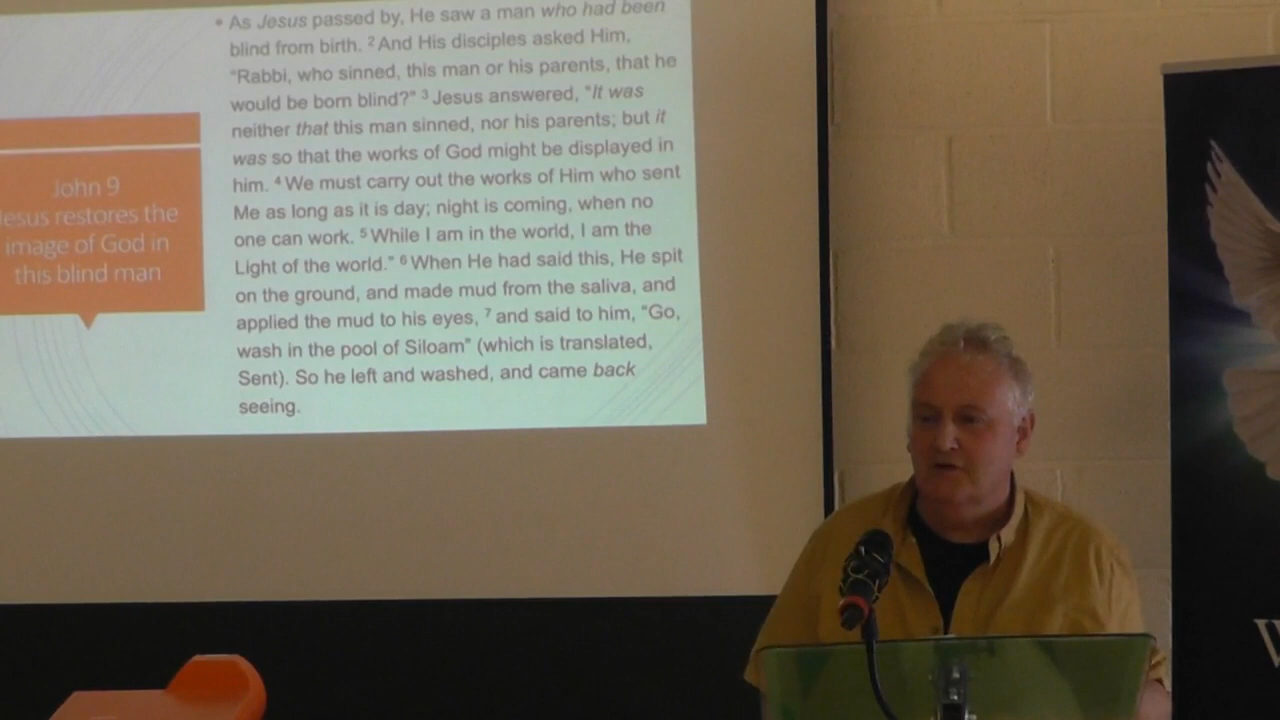 • As Jesus passed by, He saw a man who had been
blind from birth. 2 And His disciples asked Him,
"Rabbi, who sinned, this man or his parents, that he
would be born blind?" 3 Jesus answered, "It was
neither that this man sinned, nor his parents; but it
was so that the works of God might be displayed in
him. 4 We must carry out the works of Him who sent
Me as long as it is day; night is coming, when no
one can work. 5 While I am in the world, I am the
Light of the world." 6 When He had said this, He spit
on the ground, and made mud from the saliva, and
applied the mud to his eyes, 7 and said to him, "Go,
wash in the pool of Siloam" (which is translated,
Sent). So he left and washed, and came back
seeing.
John 9
Jesus restores the
image of God in
this blind man